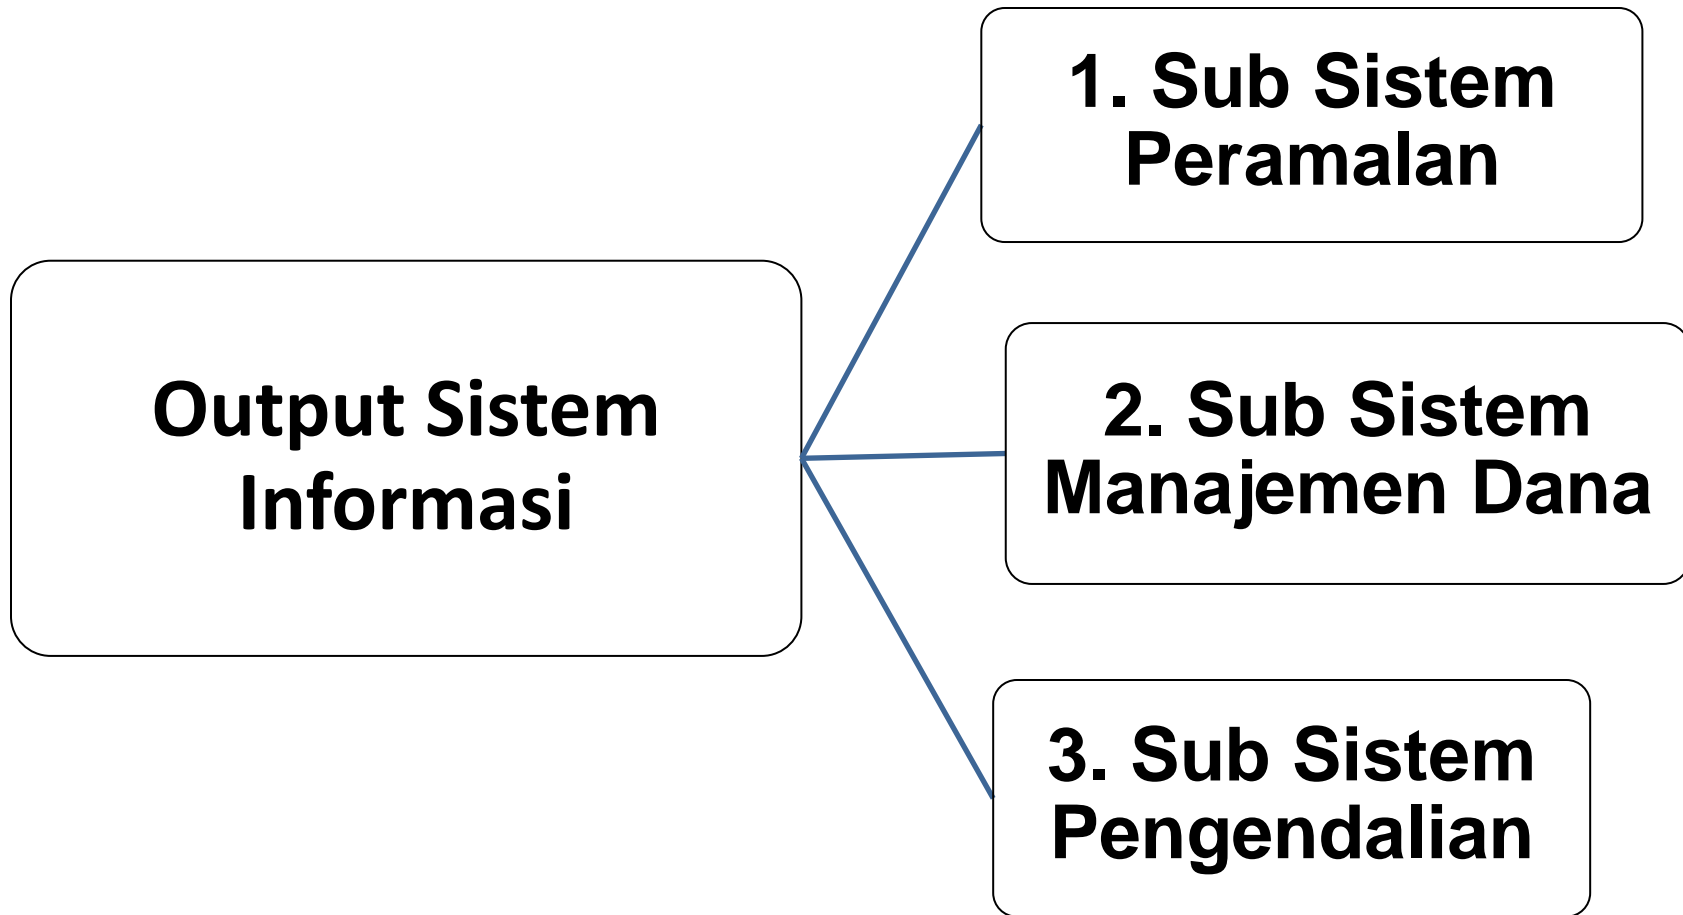 Output Sistem
Informasi
1. Sub Sistem
Peramalan
2. Sub Sistem
Manajemen Dana
3. Sub Sistem
Pengendalian